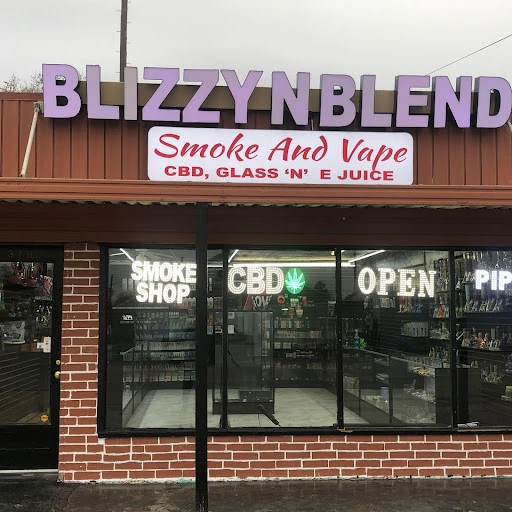 BLIZZYNBLEND
Smoke And Vape
CBD, GLASS 'N' E JUICE
SMOKE
SHOP
CBD
OPEN
PIP